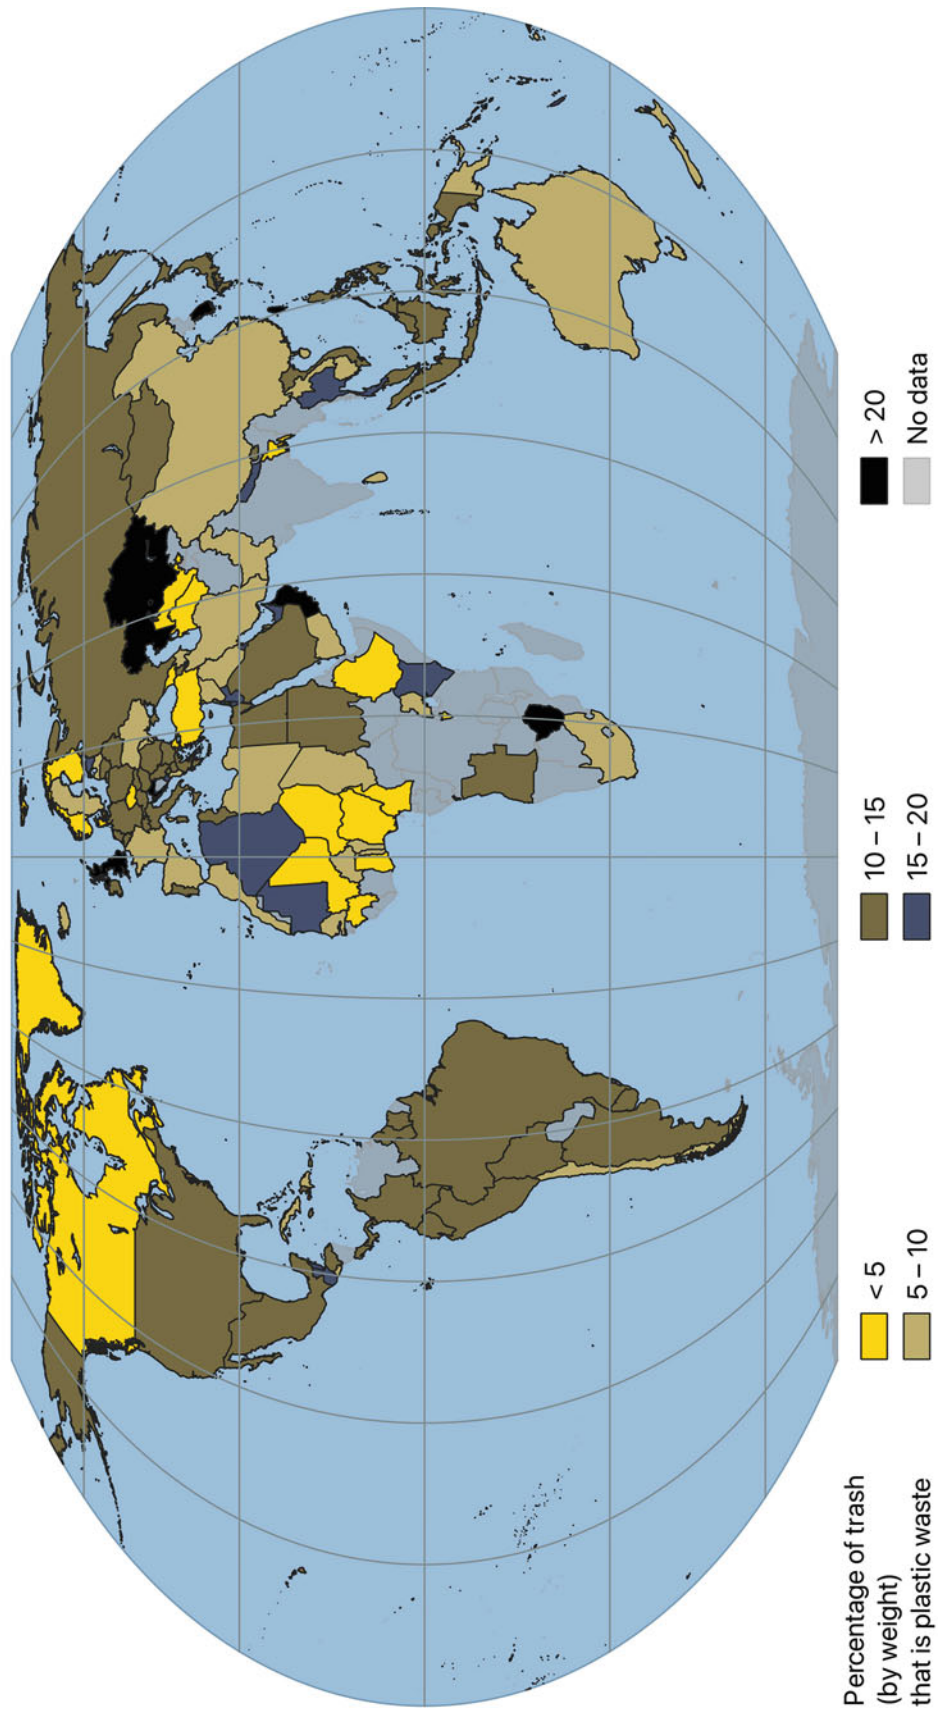 Percentage of trash
(by weight)
that is plastic waste
< 5
5 – 10
10 – 15
15 – 20
> 20
No data